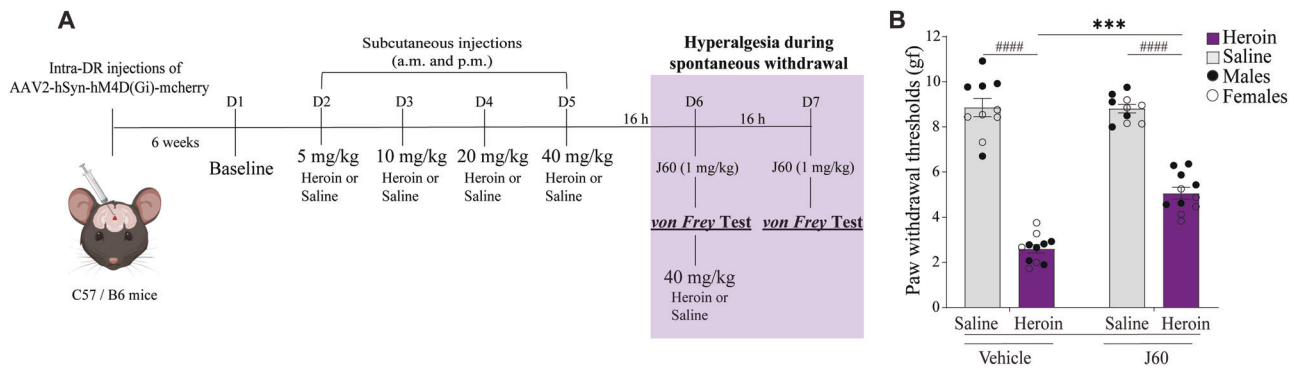 A
Intra-DR injections of
AAV2-hSyn-hM4D(Gi)-mcherry
6 weeks
C57 / B6 mice
Subcutaneous injections
(a.m. and p.m.)
Hyperalgesia during
spontaneous withdrawal
D1 D2 D3 D4 D5 D6 D7
16 h 16 h
Baseline
5 mg/kg 10 mg/kg 20 mg/kg 40 mg/kg
Heroin or Heroin or Heroin or Heroin or
Saline Saline Saline Saline
J60 (1 mg/kg) J60 (1 mg/kg)
von Frey Test von Frey Test
40 mg/kg
Heroin or
Saline
B
Paw withdrawal thresholds (gf)
12
10
8
6
4
2
0
***
#### ####
Heroin
Saline
Males
Females
Saline Heroin Saline Heroin
Vehicle J60